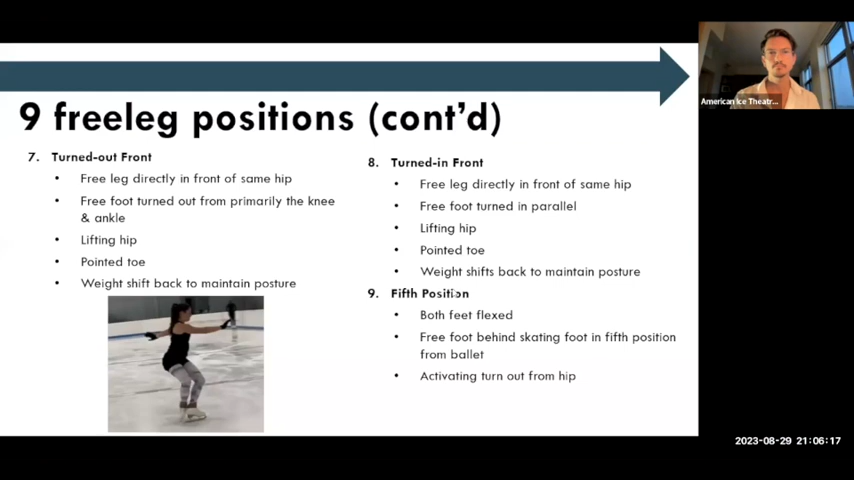 9 freeleg positions (cont'd)
7. Turned-out Front
• Free leg directly in front of same hip
• Free foot turned out from primarily the knee
& ankle
• Lifting hip
• Pointed toe
• Weight shift back to maintain posture
8. Turned-in Front
• Free leg directly in front of same hip
• Free foot turned in parallel
• Lifting hip
• Pointed toe
• Weight shifts back to maintain posture
9. Fifth Position
• Both feet flexed
• Free foot behind skating foot in fifth position
from ballet
• Activating turn out from hip
American Ice Theatr...
2023-08-29 21:06:17